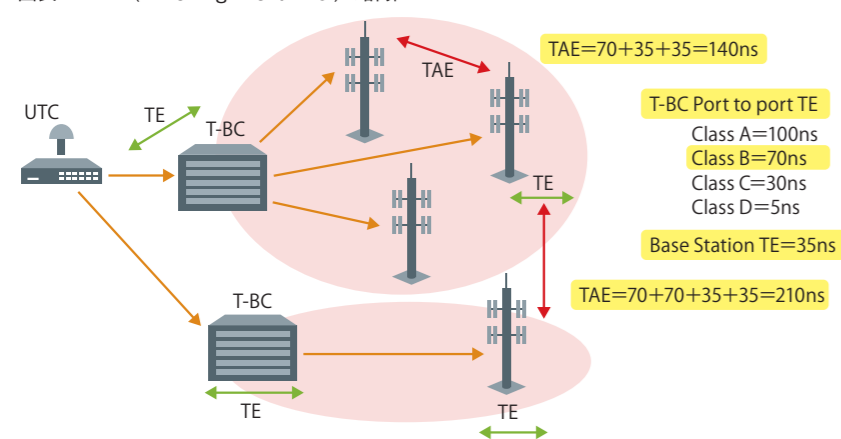 TAE=70+35+35=140ns
TAE
UTC
TE
T-BC
T-BC Port to port TE
Class A=100ns
Class B=70ns
Class C=30ns
Class D=5ns
TE
Base Station TE=35ns
T-BC
TAE=70+70+35+35=210ns
TE
TE